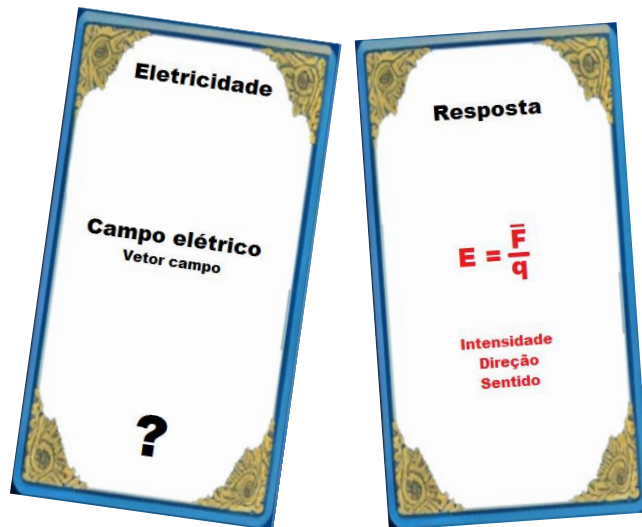 Eletricidade
Campo elétrico
Vetor campo
?
Resposta
E = F̅/q
Intensidade
Direção
Sentido